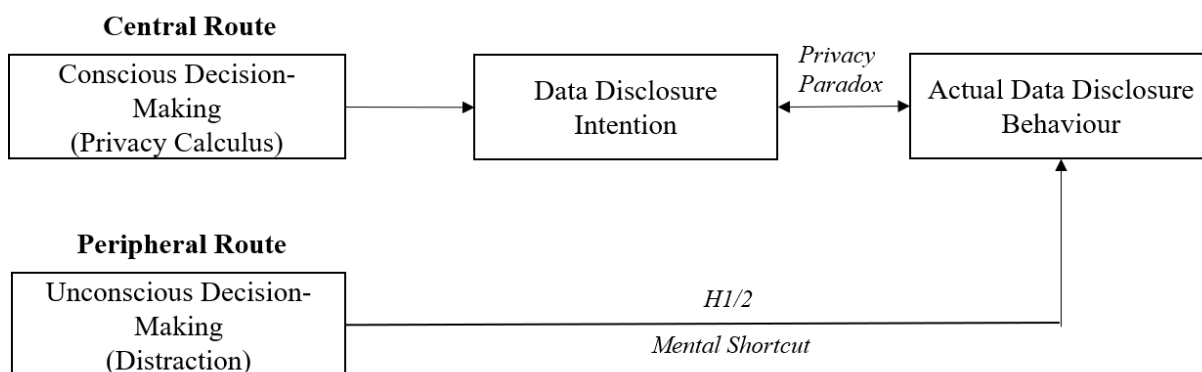 Central Route
Conscious Decision-
Making
(Privacy Calculus)
Data Disclosure
Intention
Privacy
Paradox
Actual Data Disclosure
Behaviour
Peripheral Route
Unconscious Decision-
Making
(Distraction)
H1/2
Mental Shortcut